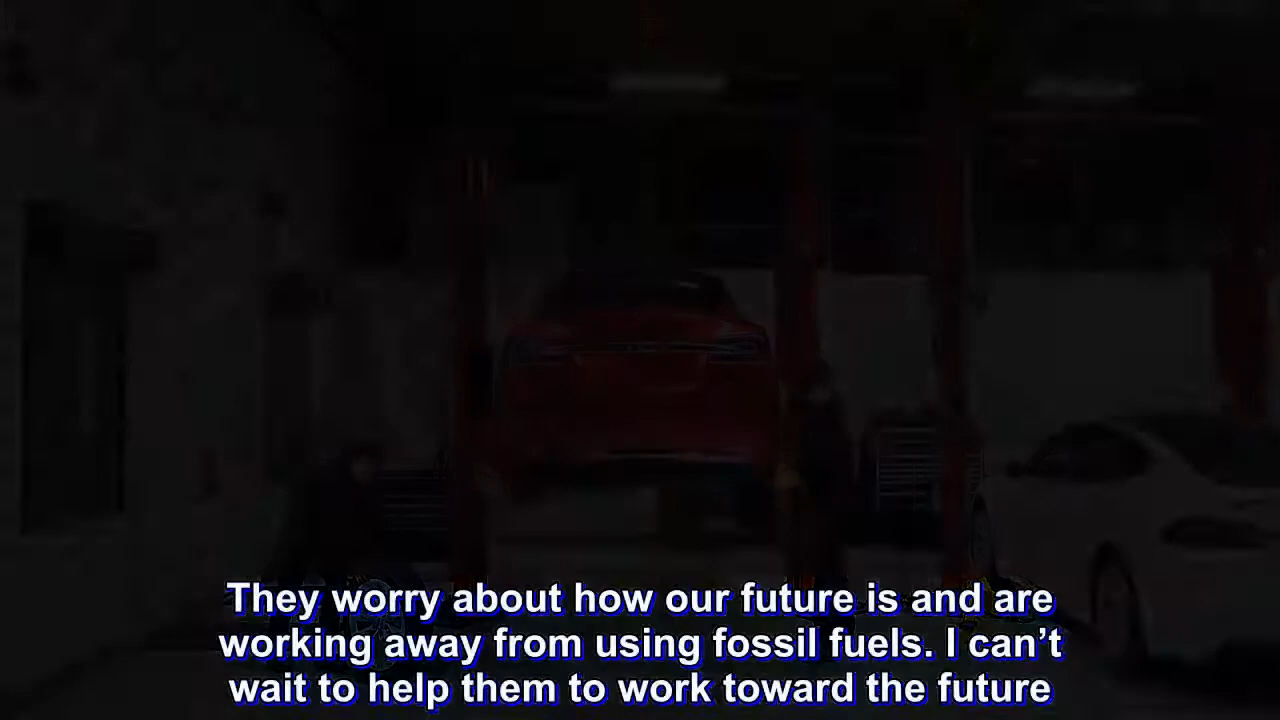 They worry about how our future is and are
working away from using fossil fuels. I can’t
wait to help them to work toward the future